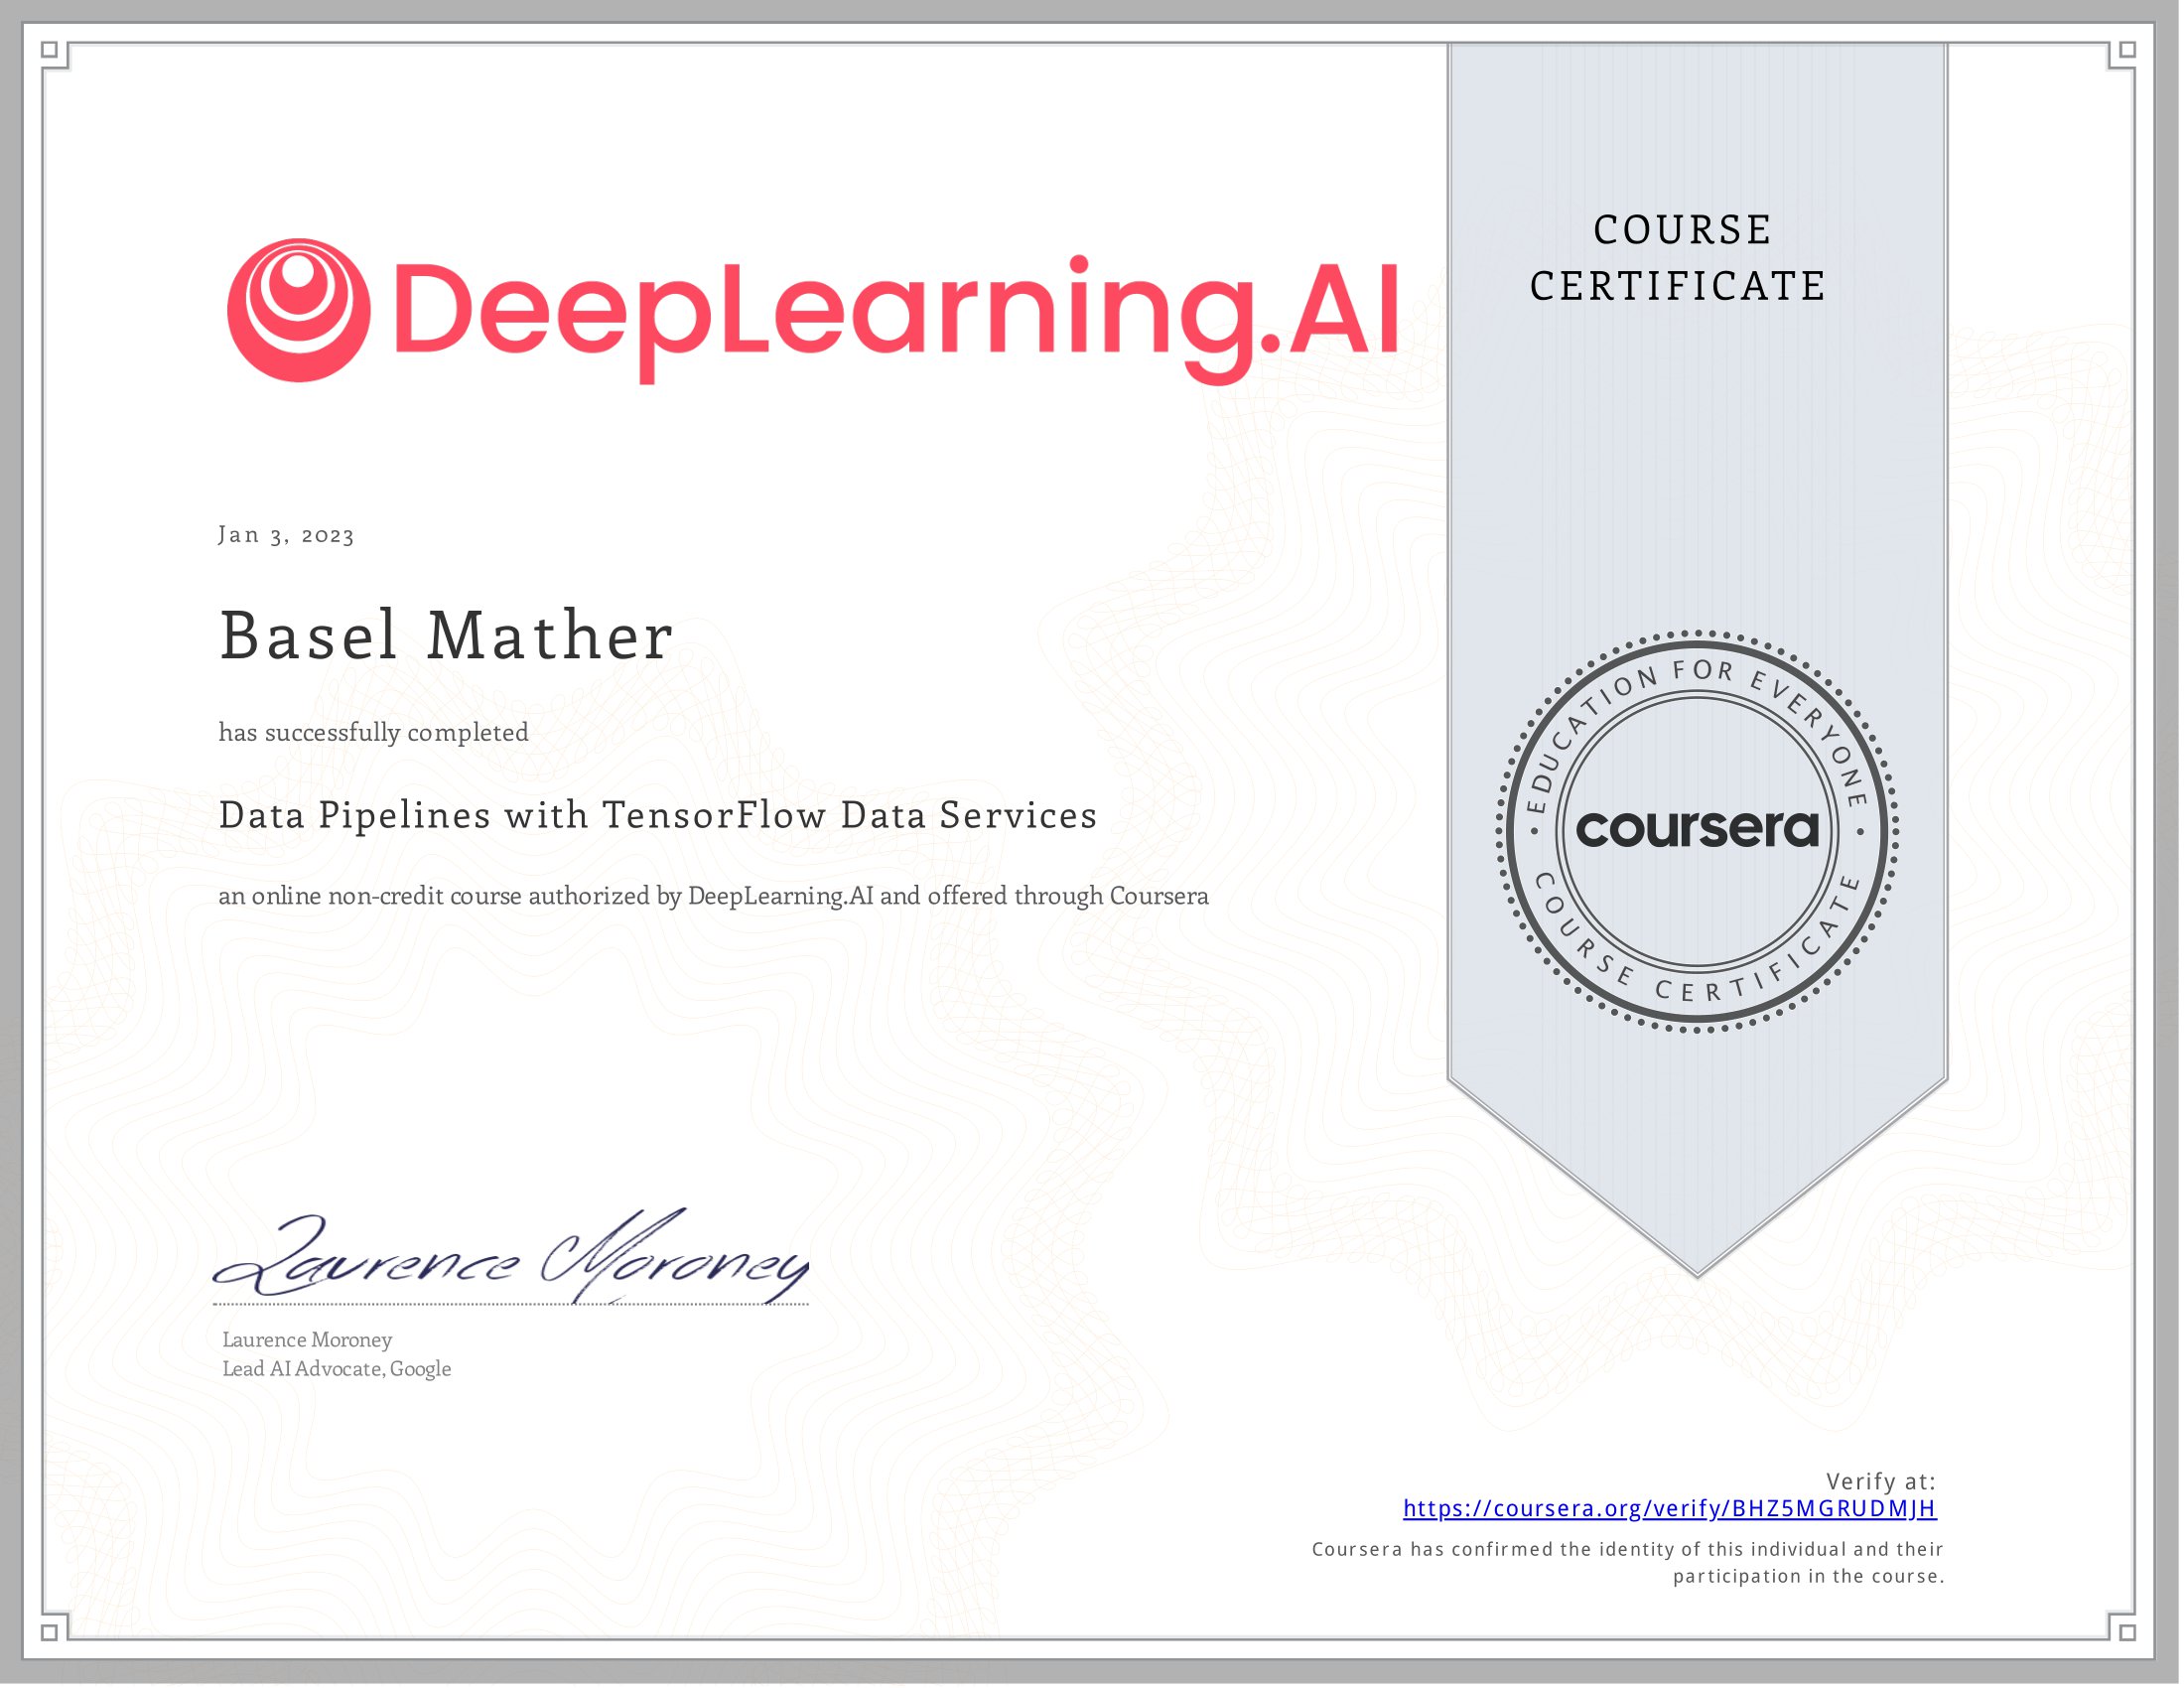 DeepLearning.AI
COURSE
CERTIFICATE
Jan 3, 2023
Basel Mather
has successfully completed
Data Pipelines with TensorFlow Data Services
an online non-credit course authorized by DeepLearning.AI and offered through Coursera
EDUCATION FOR EVERYONE
coursera
COURSE CERTIFICATE
Laurence Moroney
Laurence Moroney
Lead AI Advocate, Google
Verify at:
https://coursera.org/verify/BHZ5MGRUDMJH
Coursera has confirmed the identity of this individual and their
participation in the course.